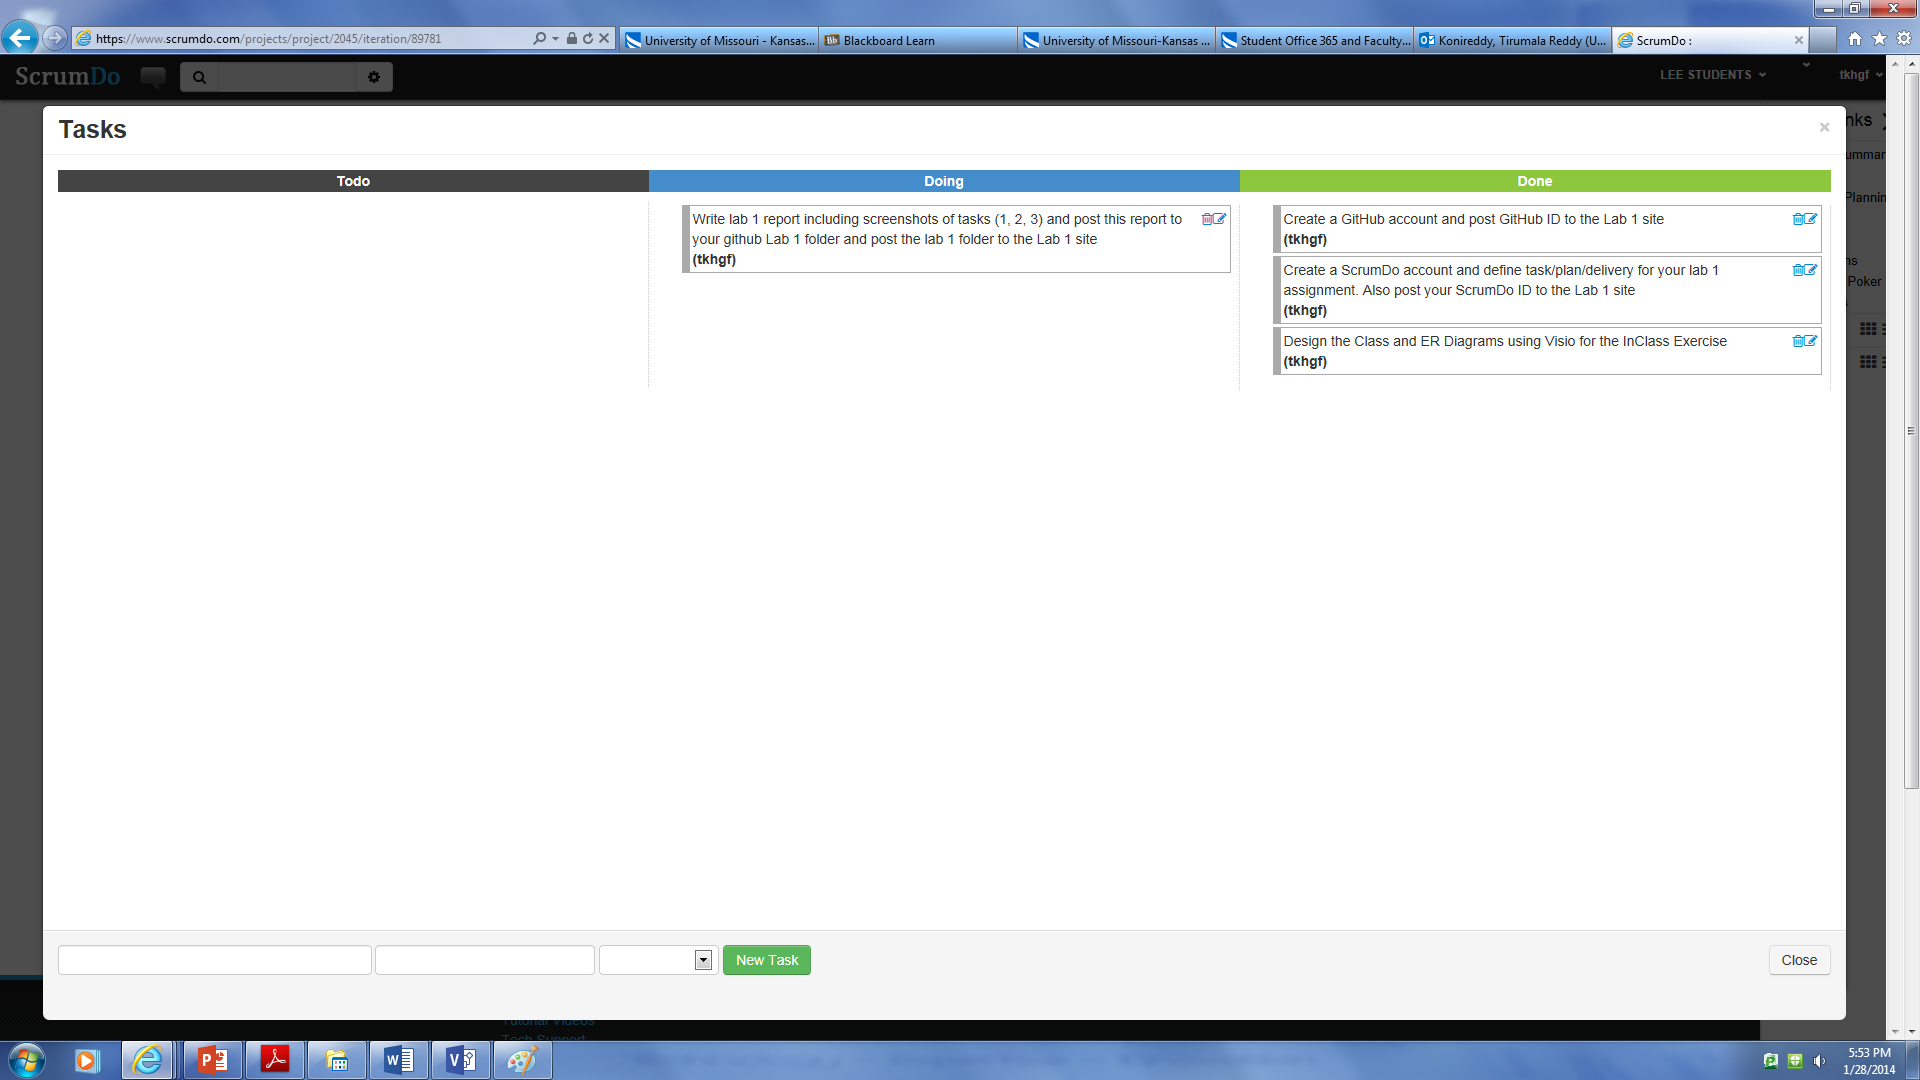 https://www.scrumdo.com/projects/project/2045/iteration/89781
University of Missouri - Kansas...
Blackboard Learn
University of Missouri-Kansas ...
Student Office 365 and Faculty...
Konireddy, Tirumala Reddy (U...
ScrumDo :
ScrumDo
LEE STUDENTS
tkhgf
Tasks
Todo
Doing
Done
Write lab 1 report including screenshots of tasks (1, 2, 3) and post this report to
your github Lab 1 folder and post the lab 1 folder to the Lab 1 site
(tkhgf)
Create a GitHub account and post GitHub ID to the Lab 1 site
(tkhgf)
Create a ScrumDo account and define task/plan/delivery for your lab 1
assignment. Also post your ScrumDo ID to the Lab 1 site
(tkhgf)
Design the Class and ER Diagrams using Visio for the InClass Exercise
(tkhgf)
Poker
New Task
Close
Tutorial Videos
Tech Support
5:53 PM
1/28/2014